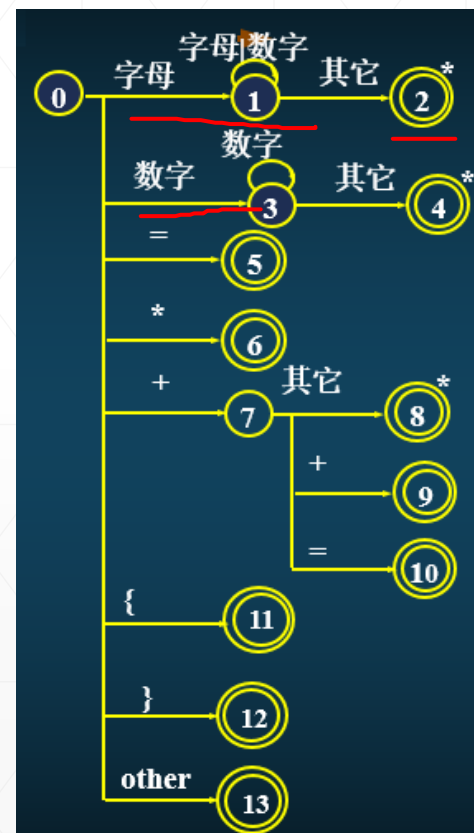 字母|数字
0 字母 1 其它 2 *
数字
数字 3 其它 4 *
= 5
* 6
+ 7 其它 8 *
+ 9
= 10
{ 11
} 12
other 13